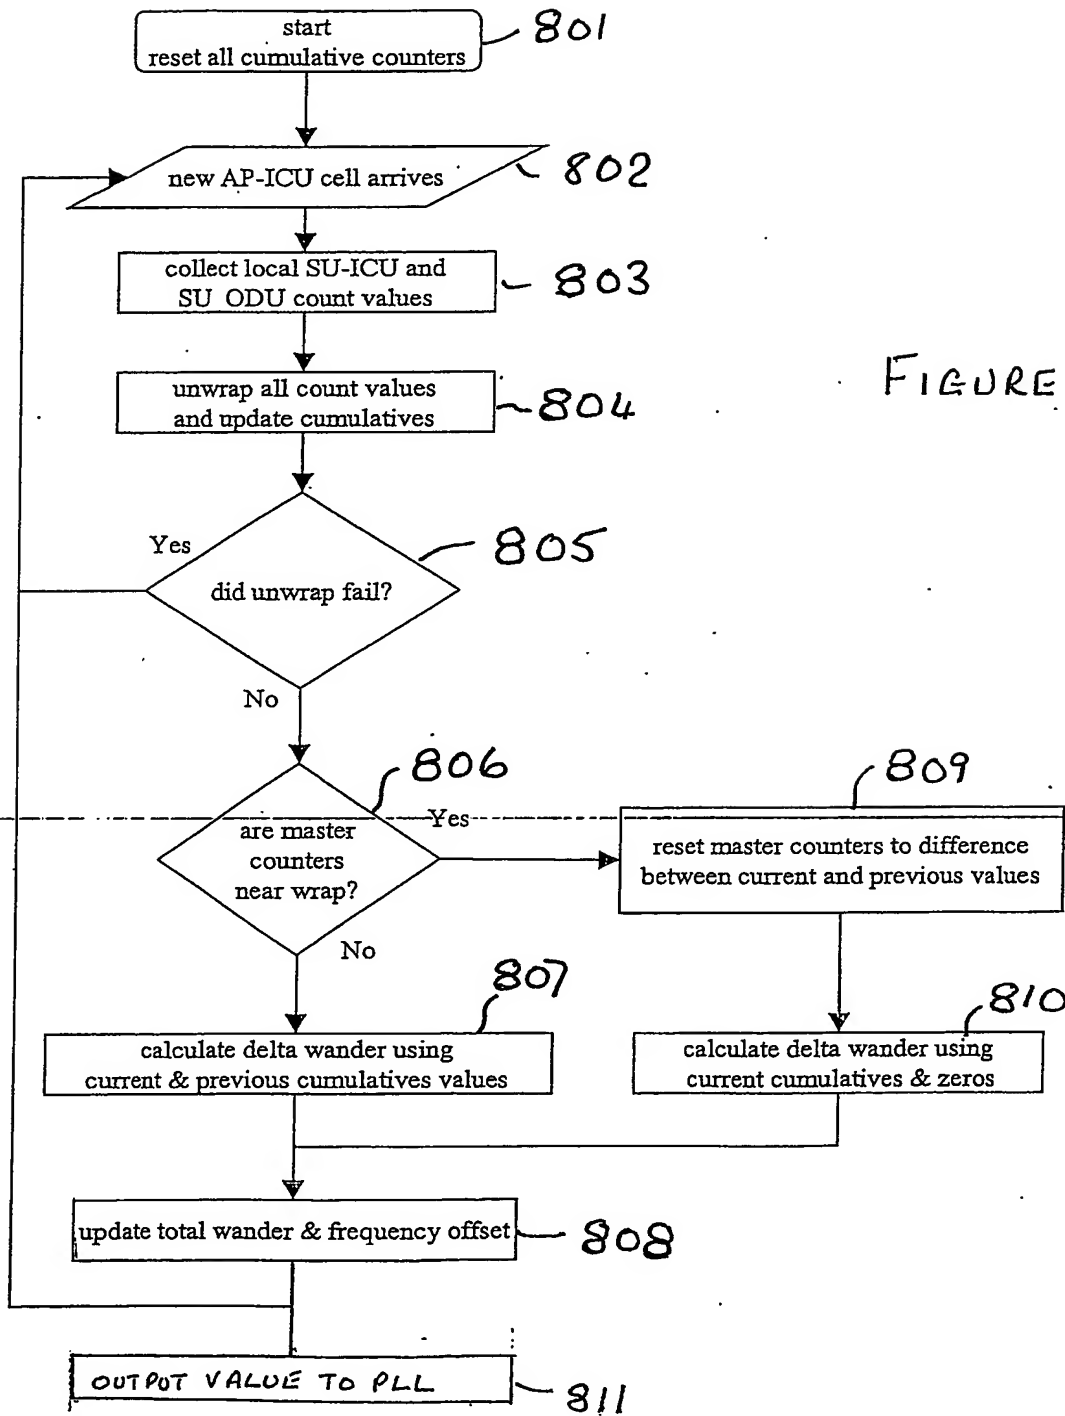 start
reset all cumulative counters
801
new AP-ICU cell arrives
802
collect local SU-ICU and
SU_ODU count values
803
unwrap all count values
and update cumulatives
804
FIGURE
Yes
did unwrap fail?
805
No
are master
counters
near wrap?
806
Yes
809
reset master counters to difference
between current and previous values
No
807
calculate delta wander using
current & previous cumulatives values
810
calculate delta wander using
current cumulatives & zeros
update total wander & frequency offset
808
OUTPUT VALUE TO PLL
811